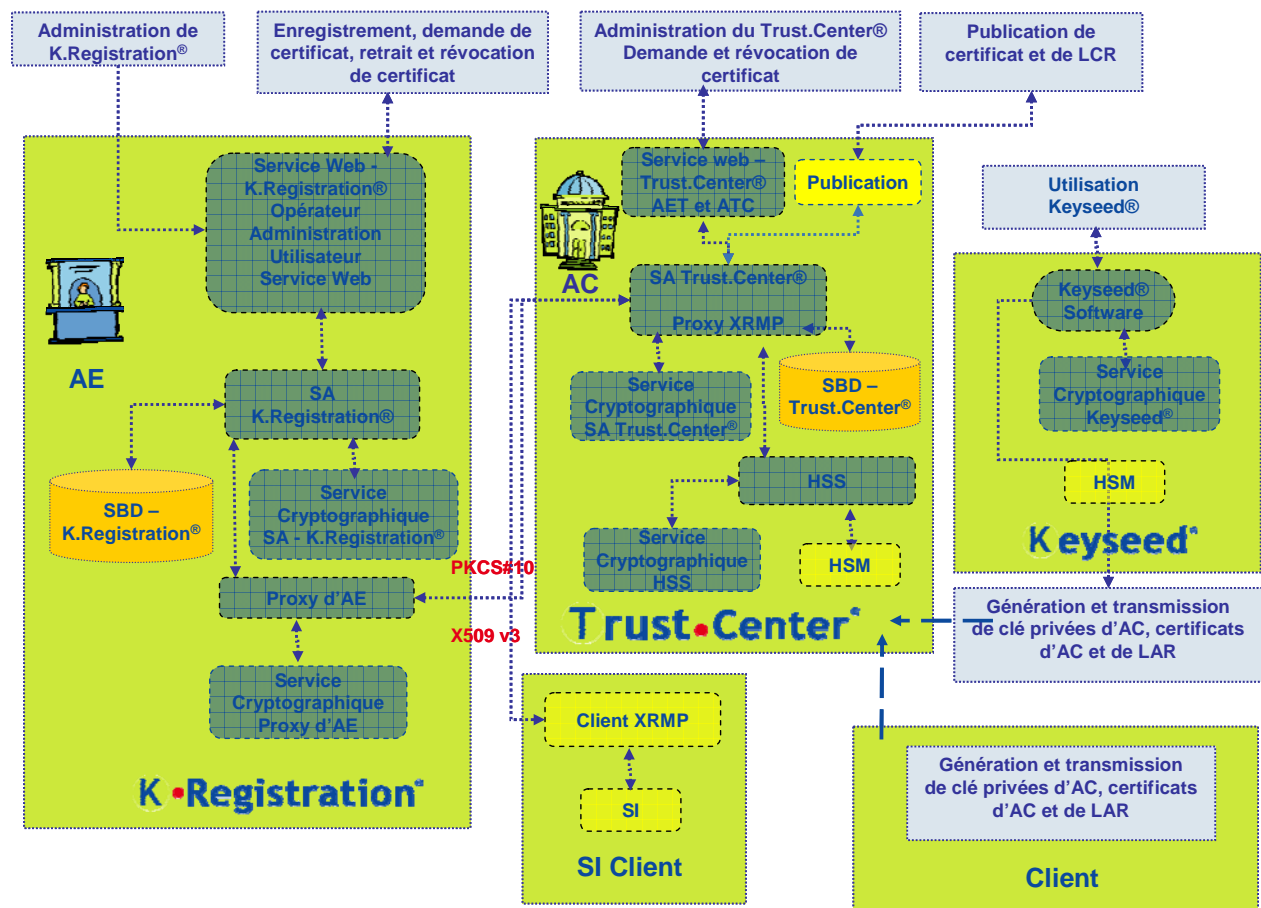 Administration de
K.Registration®
Enregistrement, demande de
certificat, retrait et révocation
de certificat
Administration du Trust.Center®
Demande et révocation de
certificat
Publication de
certificat et de LCR
Service Web -
K.Registration®
Opérateur
Administration
Utilisateur
Service Web
AE
SA
K.Registration®
SBD –
K.Registration®
Service
Cryptographique
SA - K.Registration®
Proxy d’AE
Service
Cryptographique
Proxy d’AE
K•Registration®
PKCS#10
X509 v3
Service web –
Trust.Center®
AET et ATC
Publication
AC
SA Trust.Center®
Proxy XRMP
Service
Cryptographique
SA Trust.Center®
SBD –
Trust.Center®
HSS
Service
Cryptographique
HSS
HSM
Trust•Center®
Client XRMP
SI
SI Client
Utilisation
Keyseed®
Keyseed®
Software
Service
Cryptographique
Keyseed®
HSM
Keyseed®
Génération et transmission
de clé privées d’AC, certificats
d’AC et de LAR
Génération et transmission
de clé privées d’AC, certificats
d’AC et de LAR
Client